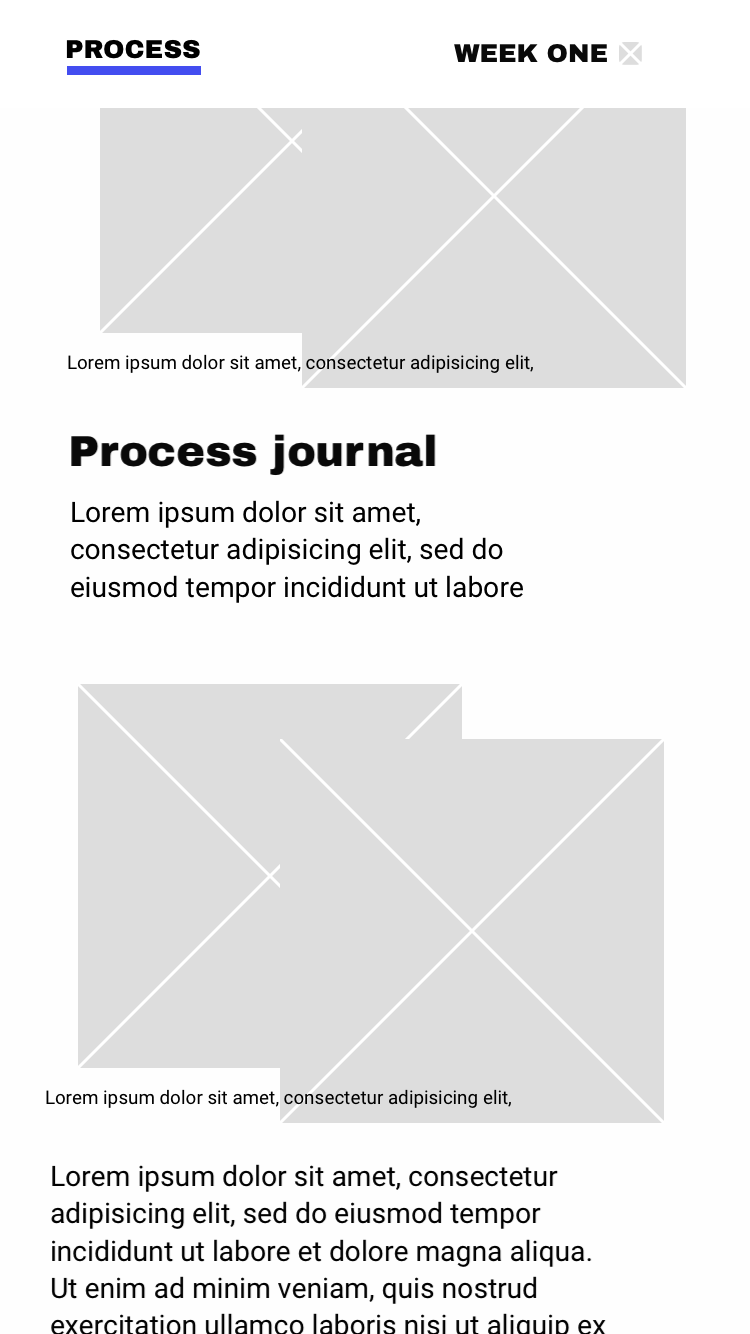 PROCESS
WEEK ONE
Lorem ipsum dolor sit amet, consectetur adipisicing elit,
Process journal
Lorem ipsum dolor sit amet,
consectetur adipisicing elit, sed do
eiusmod tempor incididunt ut labore
Lorem ipsum dolor sit amet, consectetur adipisicing elit,
Lorem ipsum dolor sit amet, consectetur
adipisicing elit, sed do eiusmod tempor
incididunt ut labore et dolore magna aliqua.
Ut enim ad minim veniam, quis nostrud
exercitation ullamco laboris nisi ut aliquip ex